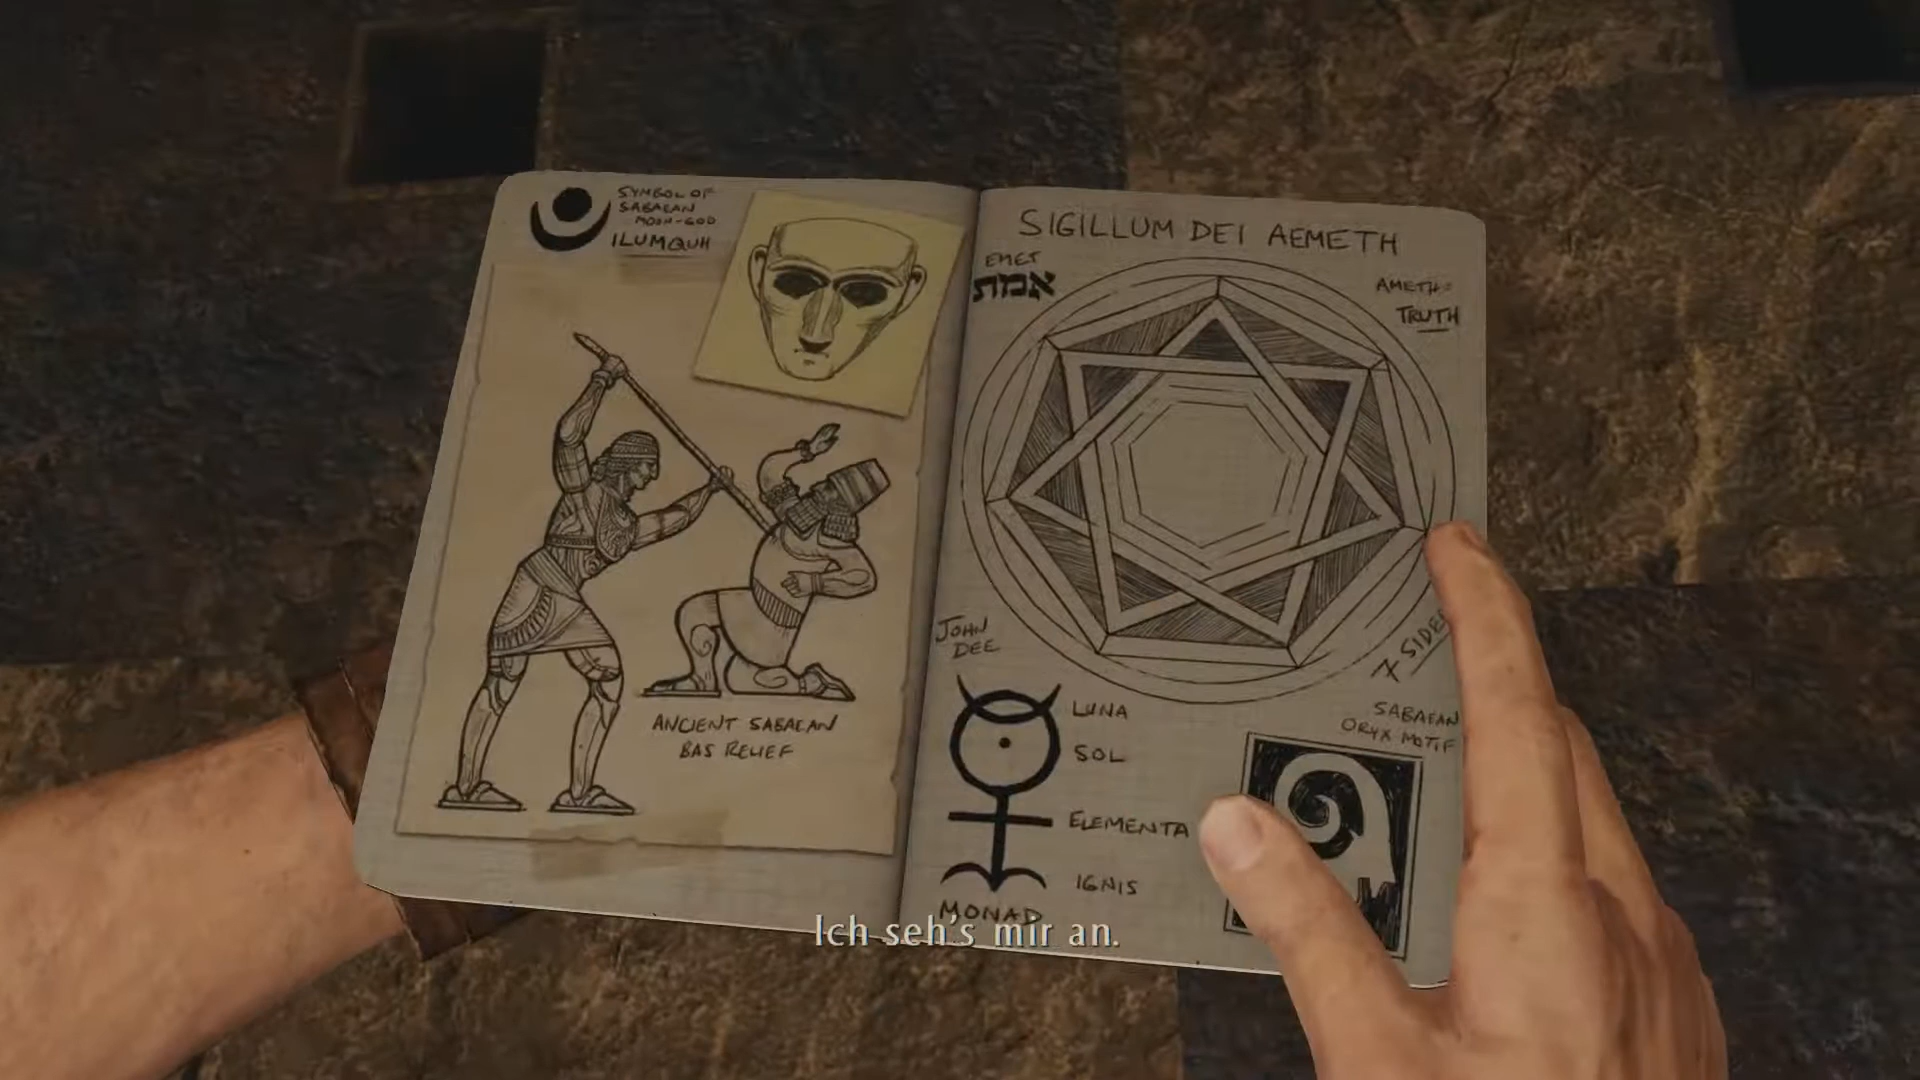 SYMBOL OF
SABAEAN
MOON-GOD
ILUMQUH
ANCIENT SABAEAN
BAS RELIEF
SIGILLUM DEI AEMETH
EMET
אמת
AMETH=
TRUTH
JOHN
DEE
7 SIDES
LUNA
SOL
ELEMENTA
IGNIS
MONAD
SABAEAN
ORYX MOTIF
Ich seh's mir an.